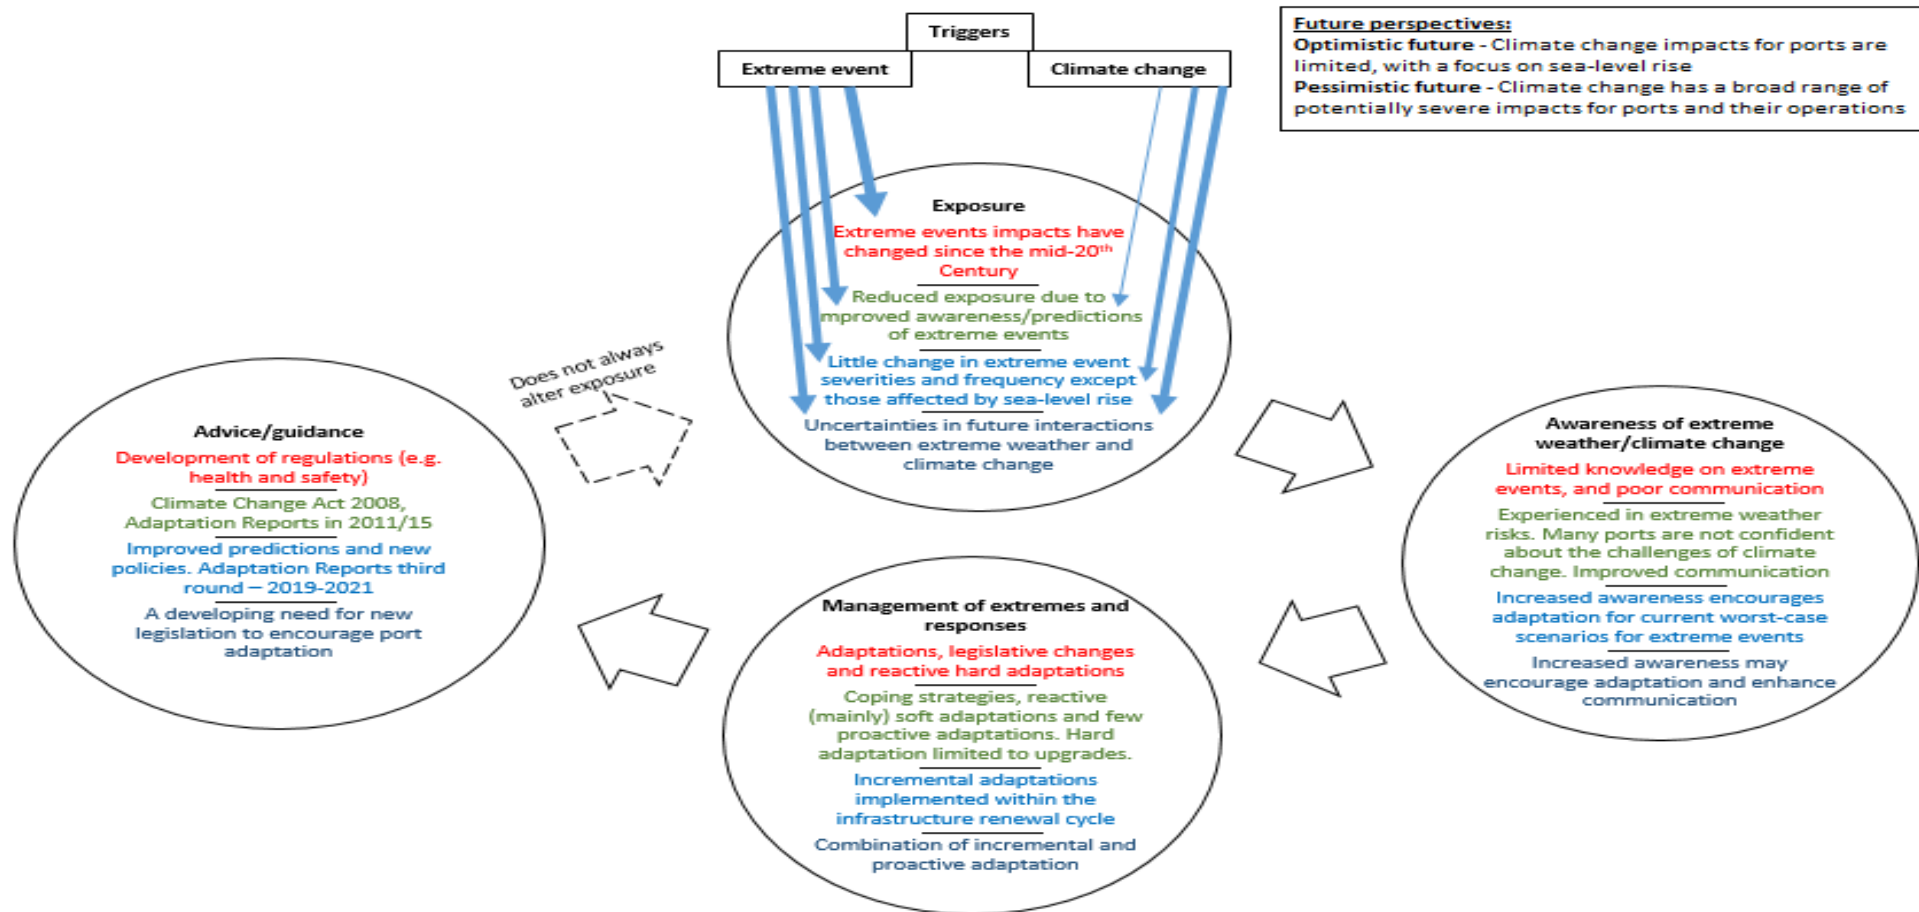 Triggers
Extreme event
Climate change
Future perspectives:
Optimistic future - Climate change impacts for ports are
limited, with a focus on sea-level rise
Pessimistic future - Climate change has a broad range of
potentially severe impacts for ports and their operations
Exposure
Extreme events impacts have
changed since the mid-20th
Century
Reduced exposure due to
mproved awareness/predictions
of extreme events
Little change in extreme event
severities and frequency except
those affected by sea-level rise
Uncertainties in future interactions
between extreme weather and
climate change
Does not always
alter exposure
Advice/guidance
Development of regulations (e.g.
health and safety)
Climate Change Act 2008,
Adaptation Reports in 2011/15
Improved predictions and new
policies. Adaptation Reports third
round – 2019-2021
A developing need for new
legislation to encourage port
adaptation
Awareness of extreme
weather/climate change
Limited knowledge on extreme
events, and poor communication
Experienced in extreme weather
risks. Many ports are not confident
about the challenges of climate
change. Improved communication
Increased awareness encourages
adaptation for current worst-case
scenarios for extreme events
Increased awareness may
encourage adaptation and enhance
communication
Management of extremes and
responses
Adaptations, legislative changes
and reactive hard adaptations
Coping strategies, reactive
(mainly) soft adaptations and few
proactive adaptations. Hard
adaptation limited to upgrades.
Incremental adaptations
implemented within the
infrastructure renewal cycle
Combination of incremental and
proactive adaptation